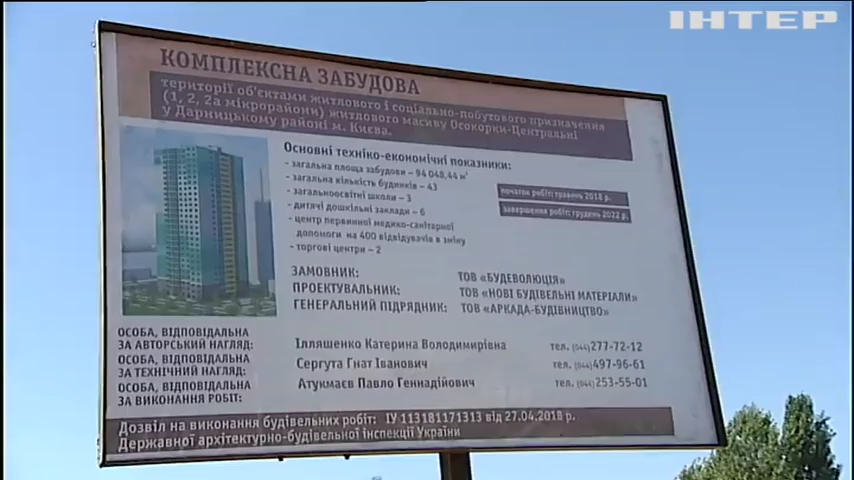 ІНТЕР
КОМПЛЕКСНА ЗАБУДОВА
території об'єктами житлового і соціально-побутового призначення
(1, 2, 2а мікрорайони) житлового масиву Осокорки-Центральні
у Дарницькому районі м. Києва.
Основні техніко-економічні показники:
- загальна площа забудови – 94 048,44 м²
- загальна кількість будинків – 43
- загальноосвітні школи – 3
- дитячі дошкільні заклади – 6
- центр первинної медико-санітарної
допомоги на 400 відвідувачів в зміну
- торгові центри – 2
початок робіт: травень 2018 р.
завершення робіт: грудень 2022 р.
ЗАМОВНИК: ТОВ «БУДЕВОЛЮЦІЯ»
ПРОЕКТУВАЛЬНИК: ТОВ «НОВІ БУДІВЕЛЬНІ МАТЕРІАЛИ»
ГЕНЕРАЛЬНИЙ ПІДРЯДНИК: ТОВ «АРКАДА-БУДІВНИЦТВО»
ОСОБА, ВІДПОВІДАЛЬНА
ЗА АВТОРСЬКИЙ НАГЛЯД: Ілляшенко Катерина Володимирівна тел. (044)277-72-12
ОСОБА, ВІДПОВІДАЛЬНА
ЗА ТЕХНІЧНИЙ НАГЛЯД: Сергута Гнат Іванович тел. (044)497-96-61
ОСОБА, ВІДПОВІДАЛЬНА
ЗА ВИКОНАННЯ РОБІТ: Атукмаєв Павло Геннадійович тел. (044)253-55-01
Дозвіл на виконання будівельних робіт: ІУ 113181171313 від 27.04.2018 р.
Державної архітектурно-будівельної інспекції України